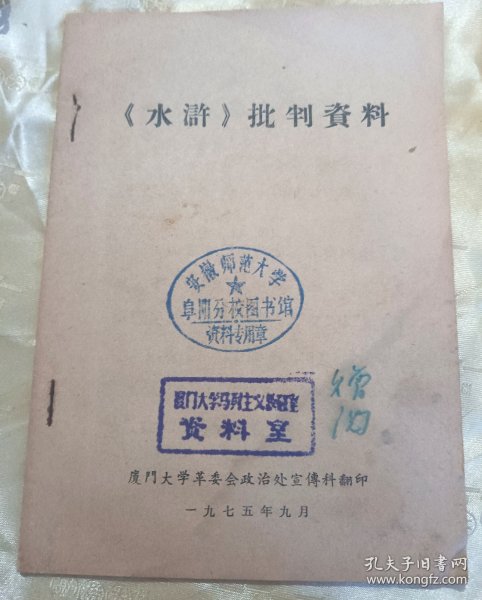 《水滸》批判資料
安徽师范大学
阜阳分校图书馆
资料专用章
厦门大学马列主义教研室
资料室
赠
厦門大学革委会政治处宣傳科翻印
一九七五年九月
孔夫子旧书网
www.kongfz.com